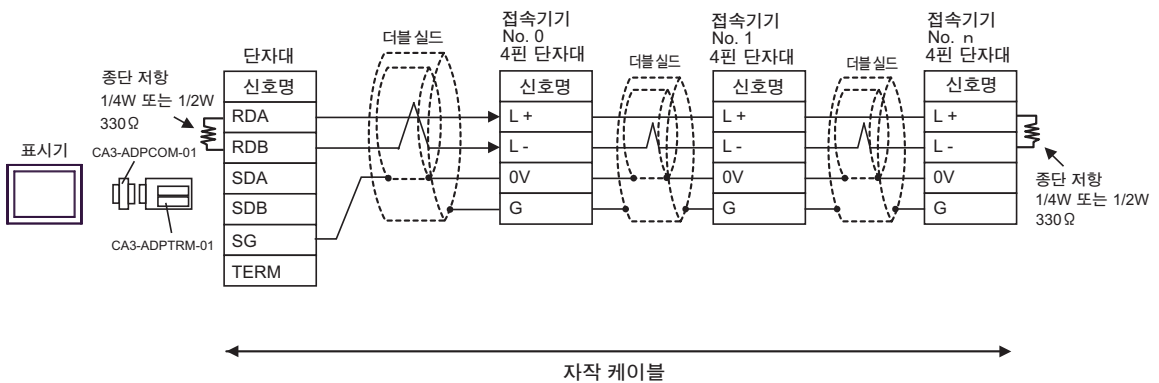 표시기
CA3-ADPCOM-01
CA3-ADPTRM-01
종단 저항
1/4W 또는 1/2W
330Ω
단자대
신호명
RDA
RDB
SDA
SDB
SG
TERM
더블 실드
접속기기
No. 0
4핀 단자대
신호명
L +
L -
0V
G
더블 실드
접속기기
No. 1
4핀 단자대
신호명
L +
L -
0V
G
더블 실드
접속기기
No. n
4핀 단자대
신호명
L +
L -
0V
G
종단 저항
1/4W 또는 1/2W
330Ω
자작 케이블